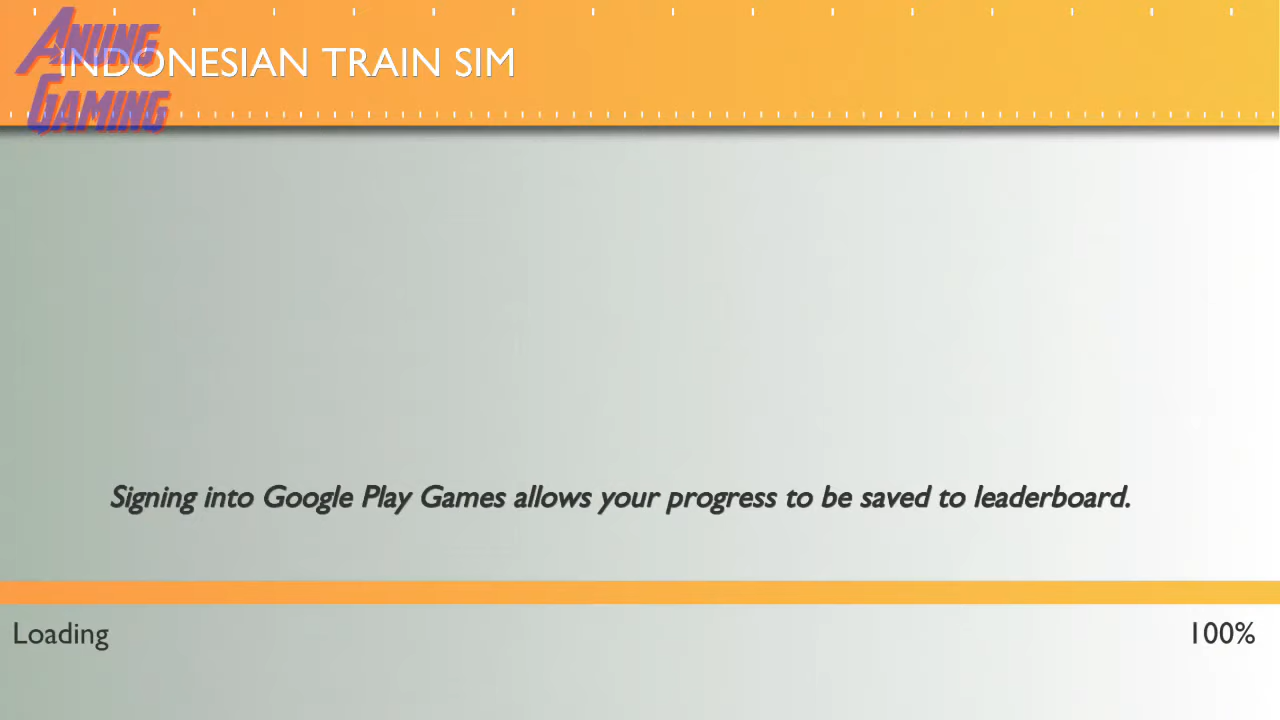 ANUNG
GAMING
INDONESIAN TRAIN SIM
Signing into Google Play Games allows your progress to be saved to leaderboard.
Loading
100%